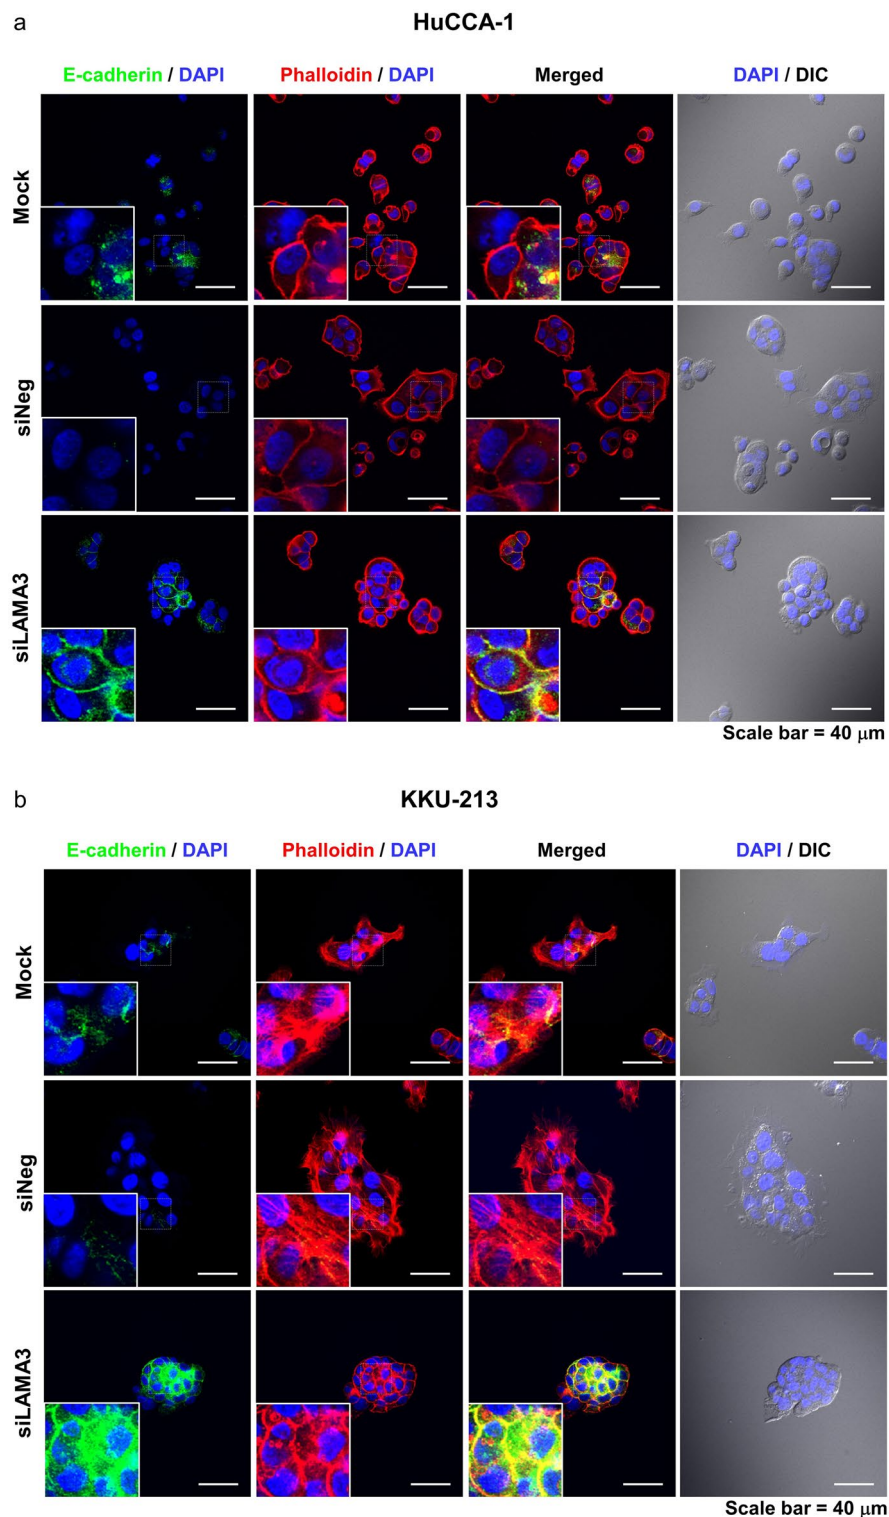 a
HuCCA-1
E-cadherin / DAPI
Phalloidin / DAPI
Merged
DAPI / DIC
Mock
siNeg
siLAMA3
Scale bar = 40 μm
b
KKU-213
E-cadherin / DAPI
Phalloidin / DAPI
Merged
DAPI / DIC
Mock
siNeg
siLAMA3
Scale bar = 40 μm